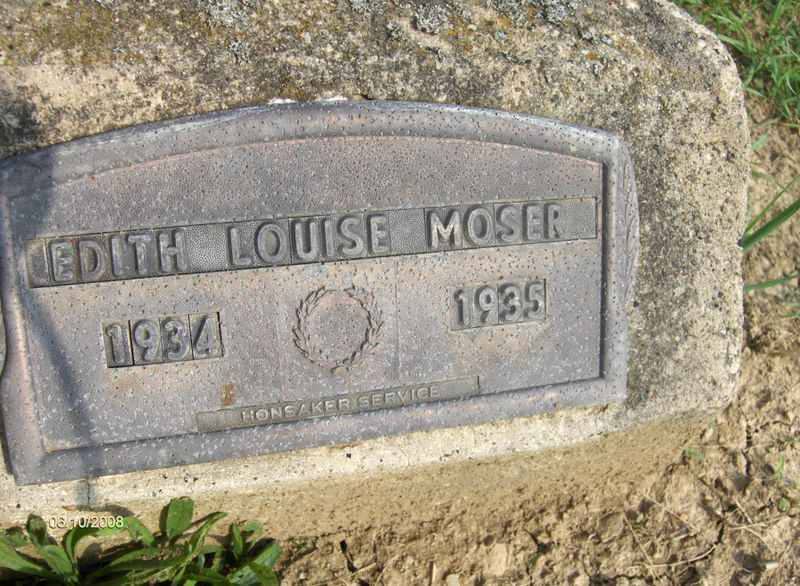 EDITH LOUISE MOSER
1934 1935
HONSAKER SERVICE
08/10/2008